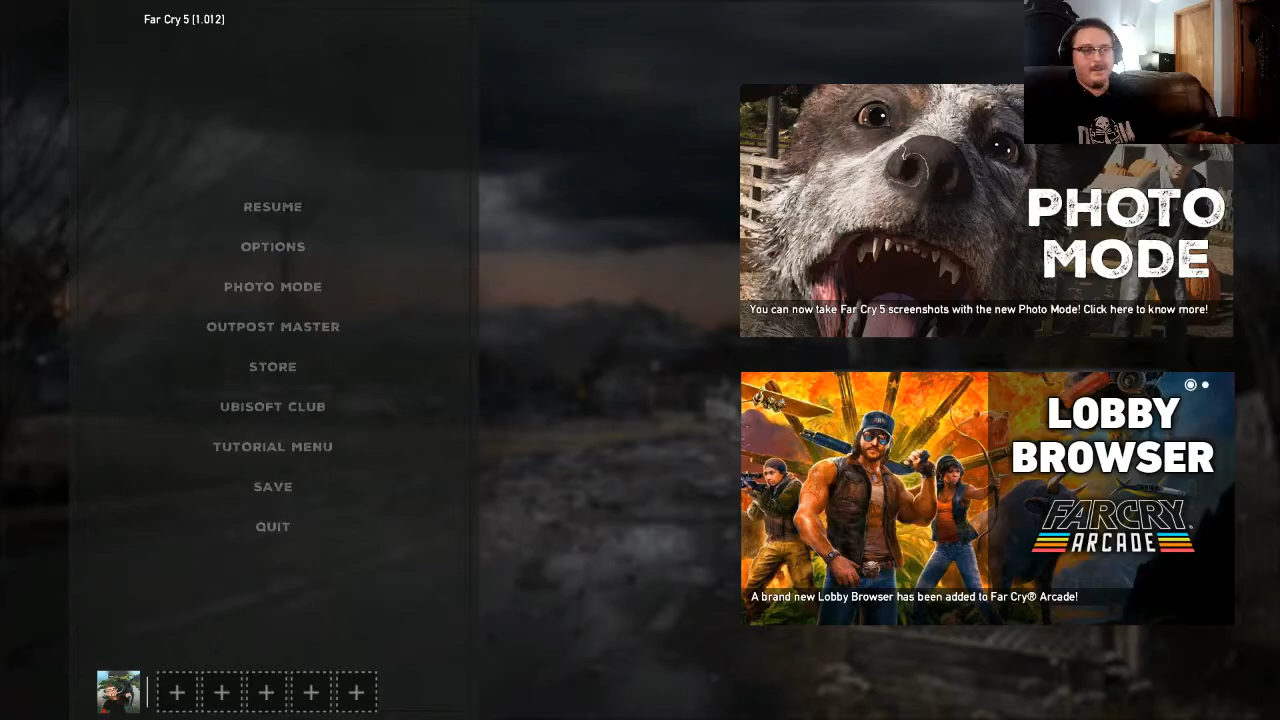 Far Cry 5 [1.012]
RESUME
OPTIONS
PHOTO MODE
OUTPOST MASTER
STORE
UBISOFT CLUB
TUTORIAL MENU
SAVE
QUIT
PHOTO
MODE
You can now take Far Cry 5 screenshots with the new Photo Mode! Click here to know more!
LOBBY
BROWSER
FARCRY
ARCADE
A brand new Lobby Browser has been added to Far Cry® Arcade!